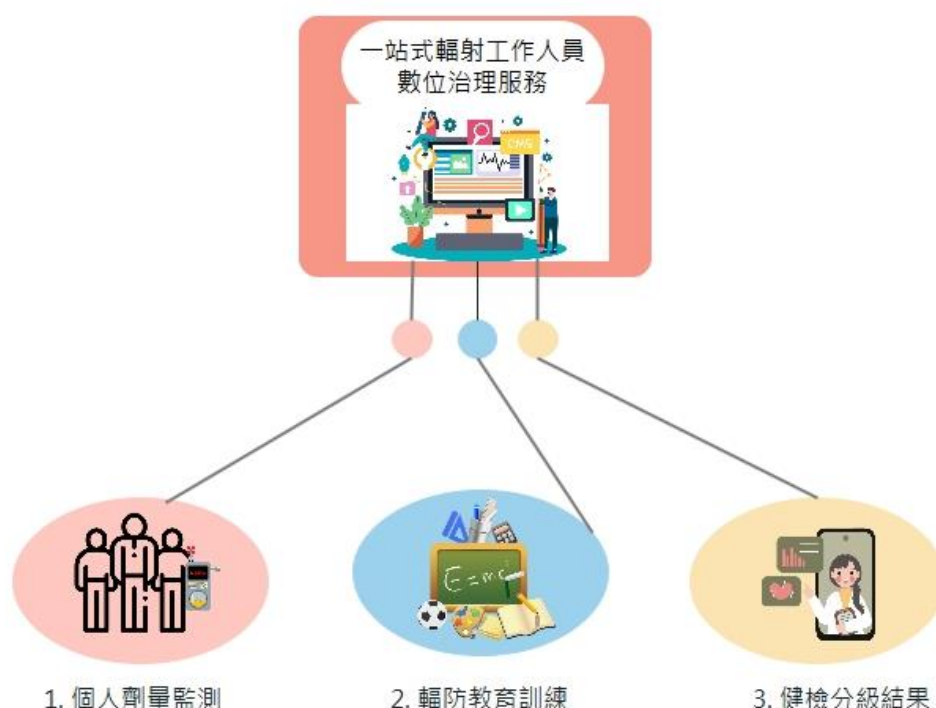 一站式輻射工作人員
數位治理服務
CMS
E=mc
1. 個人劑量監測
2. 輻防教育訓練
3. 健檢分級結果